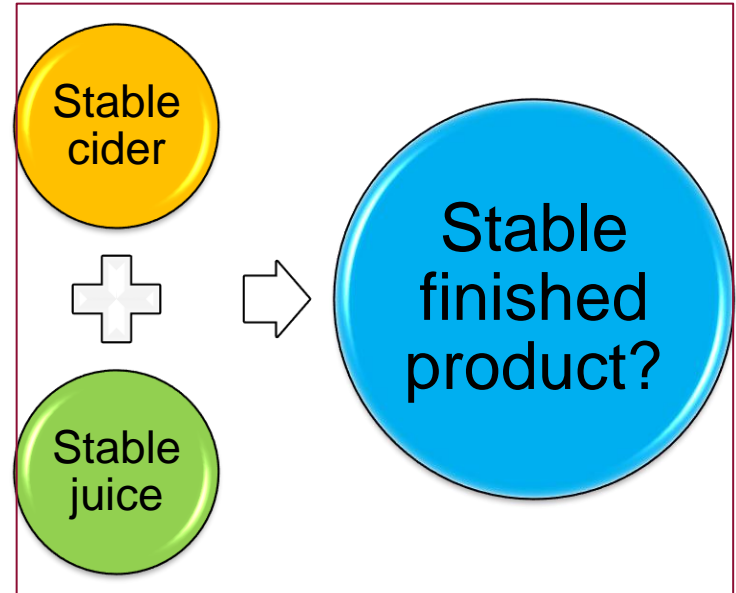 Stable
cider
Stable
juice
Stable
finished
product?